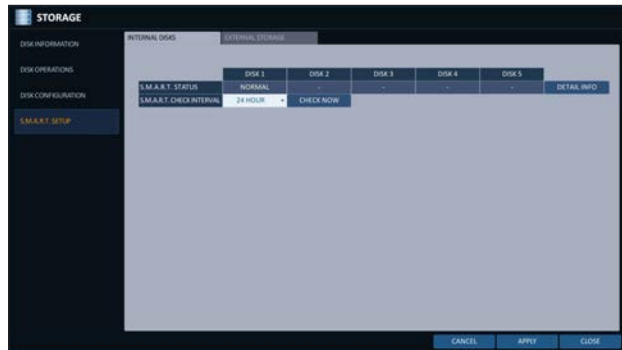 STORAGE
INTERNAL DISKS EXTERNAL STORAGE
DISK INFORMATION
DISK OPERATIONS
DISK CONFIGURATION
S.M.A.R.T. SETUP
DISK 1 DISK 2 DISK 3 DISK 4 DISK 5
S.M.A.R.T. STATUS NORMAL - - - - DETAIL INFO
S.M.A.R.T. CHECK INTERVAL 24 HOUR CHECK NOW
CANCEL APPLY CLOSE